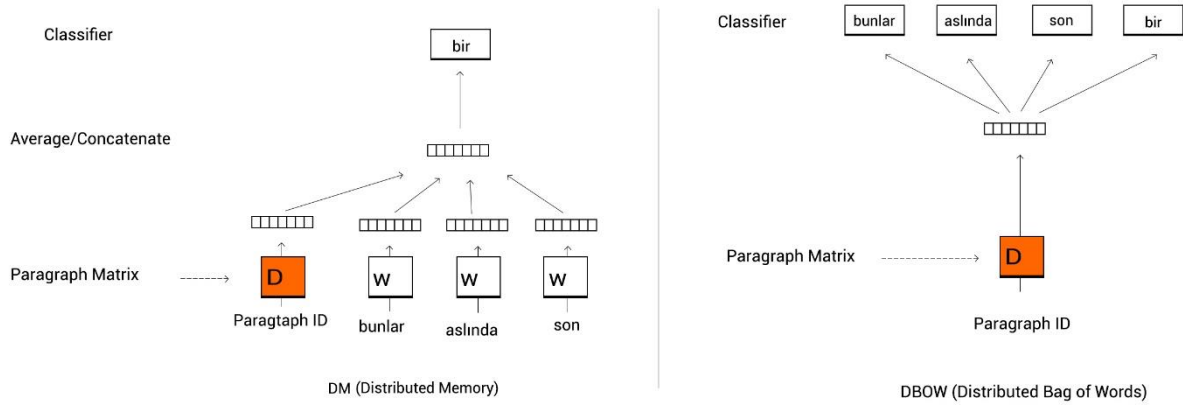 Classifier
bir
Average/Concatenate
Paragraph Matrix
D
W
W
W
Paragtaph ID
bunlar
aslında
son
DM (Distributed Memory)
Classifier
bunlar
aslında
son
bir
Paragraph Matrix
D
Paragraph ID
DBOW (Distributed Bag of Words)